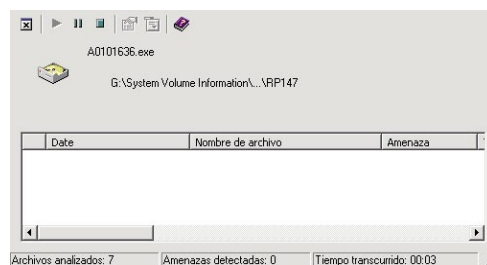 A0101636.exe
G:\System Volume Information\...\RP147
Date Nombre de archivo Amenaza
Archivos analizados: 7 Amenazas detectadas: 0 Tiempo transcurrido: 00:03